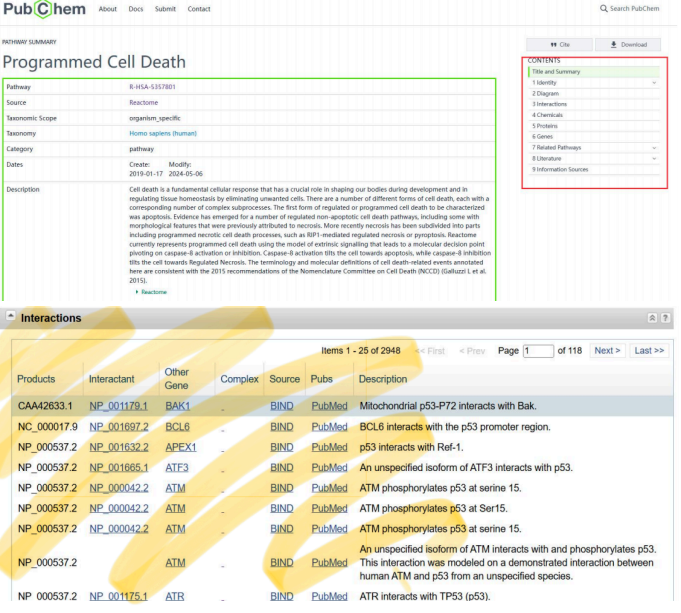 PubChem About Docs Submit Contact Search PubChem
PATHWAY SUMMARY
Cite Download
Programmed Cell Death
CONTENTS
Title and Summary
1 Identity
2 Diagram
3 Interactions
4 Chemicals
5 Proteins
6 Genes
7 Related Pathways
8 Literature
9 Information Sources
Pathway R-HSA-5357801
Source Reactome
Taxonomic Scope organism_specific
Taxonomy Homo sapiens (human)
Category pathway
Dates Create: Modify:
2019-01-17 2024-05-06
Description Cell death is a fundamental cellular response that has a crucial role in shaping our bodies during development and in
regulating tissue homeostasis by eliminating unwanted cells. There are a number of different forms of cell death, each with a
corresponding number of complex subprocesses. The first form of regulated or programmed cell death to be characterized
was apoptosis. Evidence has emerged for a number of regulated non-apoptotic cell death pathways, including some with
morphological features that were previously attributed to necrosis. More recently necrosis has been subdivided into parts
including programmed necrotic cell death processes, such as RIP1-mediated regulated necrosis or pyroptosis. Reactome
currently represents programmed cell death using the model of extrinsic signalling that leads to a molecular decision point
pivoting on caspase-8 activation or inhibition. Caspase-8 activation tilts the cell towards apoptosis, while caspase-8 inhibition
tilts the cell towards Regulated Necrosis. The terminology and molecular definitions of cell death-related events annotated
here are consistent with the 2015 recommendations of the Nomenclature Committee on Cell Death (NCCD) (Galluzzi L et al.
2015).
Reactome
Interactions ?
Items 1 - 25 of 2948 << First < Prev Page 1 of 118 Next > Last >>
Products Interactant Other Gene Complex Source Pubs Description
CAA42633.1 NP_001179.1 BAK1 - BIND PubMed Mitochondrial p53-P72 interacts with Bak.
NC_000017.9 NP_001697.2 BCL6 - BIND PubMed BCL6 interacts with the p53 promoter region.
NP_000537.2 NP_001632.2 APEX1 - BIND PubMed p53 interacts with Ref-1.
NP_000537.2 NP_001665.1 ATF3 - BIND PubMed An unspecified isoform of ATF3 interacts with p53.
NP_000537.2 NP_000042.2 ATM - BIND PubMed ATM phosphorylates p53 at serine 15.
NP_000537.2 NP_000042.2 ATM - BIND PubMed ATM phosphorylates p53 at Ser15.
NP_000537.2 NP_000042.2 ATM - BIND PubMed ATM phosphorylates p53 at serine 15.
NP_000537.2 ATM - BIND PubMed An unspecified isoform of ATM interacts with and phosphorylates p53.
This interaction was modeled on a demonstrated interaction between
human ATM and p53 from an unspecified species.
NP_000537.2 NP_001175.1 ATR - BIND PubMed ATR interacts with TP53 (p53).